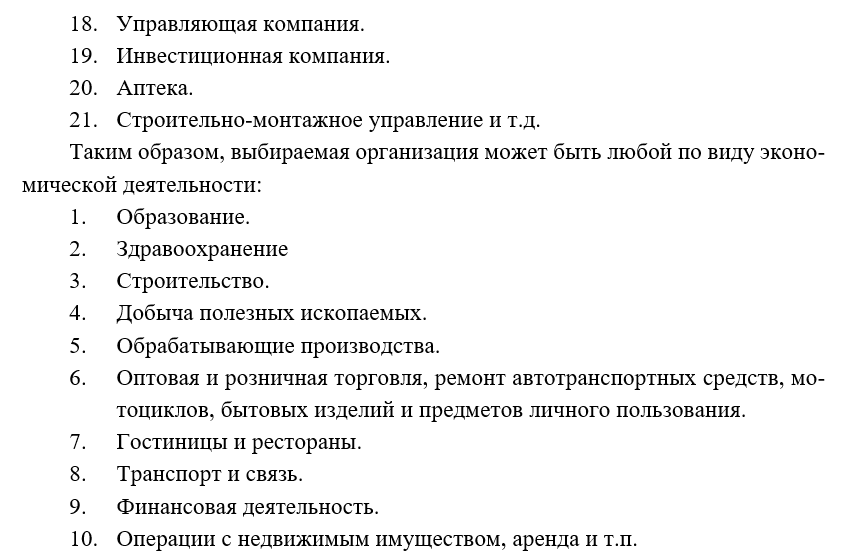 18. Управляющая компания.
19. Инвестиционная компания.
20. Аптека.
21. Строительно-монтажное управление и т.д.
Таким образом, выбираемая организация может быть любой по виду эконо-
мической деятельности:
1. Образование.
2. Здравоохранение
3. Строительство.
4. Добыча полезных ископаемых.
5. Обрабатывающие производства.
6. Оптовая и розничная торговля, ремонт автотранспортных средств, мо-
тоциклов, бытовых изделий и предметов личного пользования.
7. Гостиницы и рестораны.
8. Транспорт и связь.
9. Финансовая деятельность.
10. Операции с недвижимым имуществом, аренда и т.п.